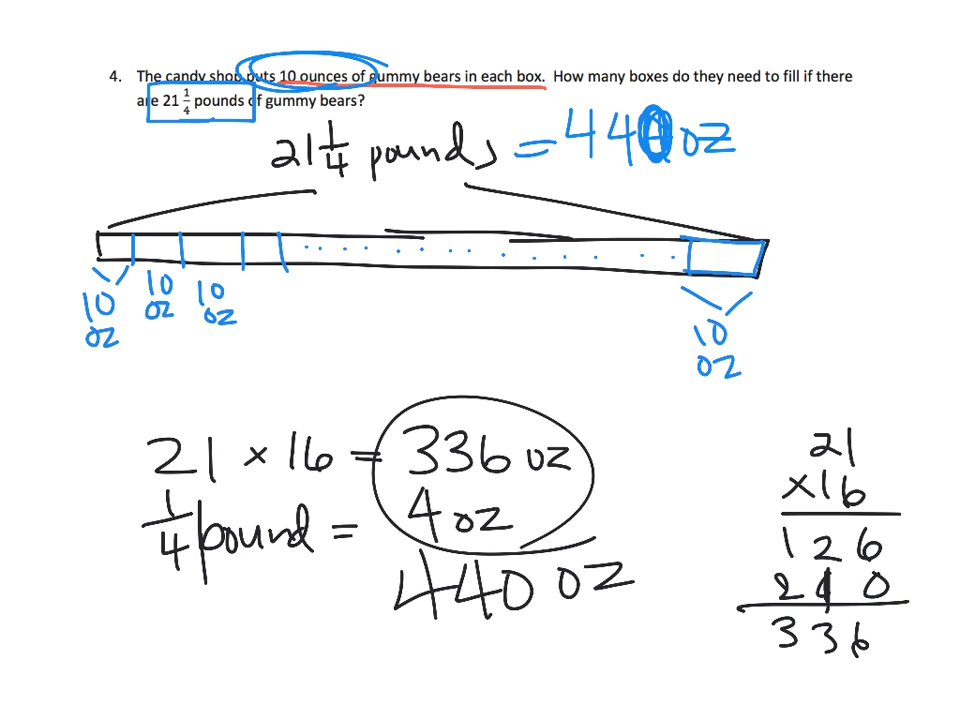 4. The candy shop puts 10 ounces of gummy bears in each box. How many boxes do they need to fill if there
are 21 1/4 pounds of gummy bears?
21 1/4 pounds = 440 oz
10 oz
10 oz
10 oz
10 oz
21 × 16 = 336 oz
1/4 pound = 4 oz
440 oz
21
×16
126
210
336